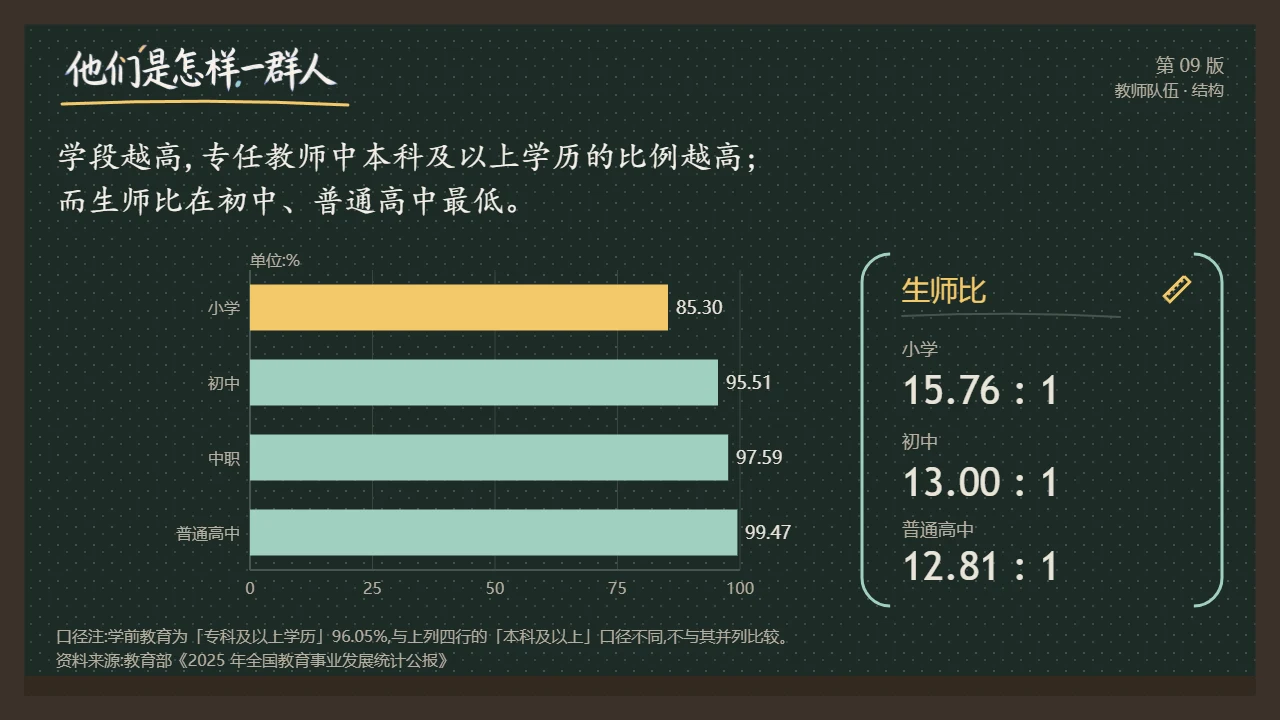 他们是怎样一群人
第 09 版
教师队伍 · 结构
学段越高,专任教师中本科及以上学历的比例越高;
而生师比在初中、普通高中最低。
单位:%
小学
85.30
初中
95.51
中职
97.59
普通高中
99.47
0 25 50 75 100
生师比
小学
15.76 : 1
初中
13.00 : 1
普通高中
12.81 : 1
口径注:学前教育为「专科及以上学历」96.05%,与上列四行的「本科及以上」口径不同,不与其并列比较。
资料来源:教育部《2025 年全国教育事业发展统计公报》